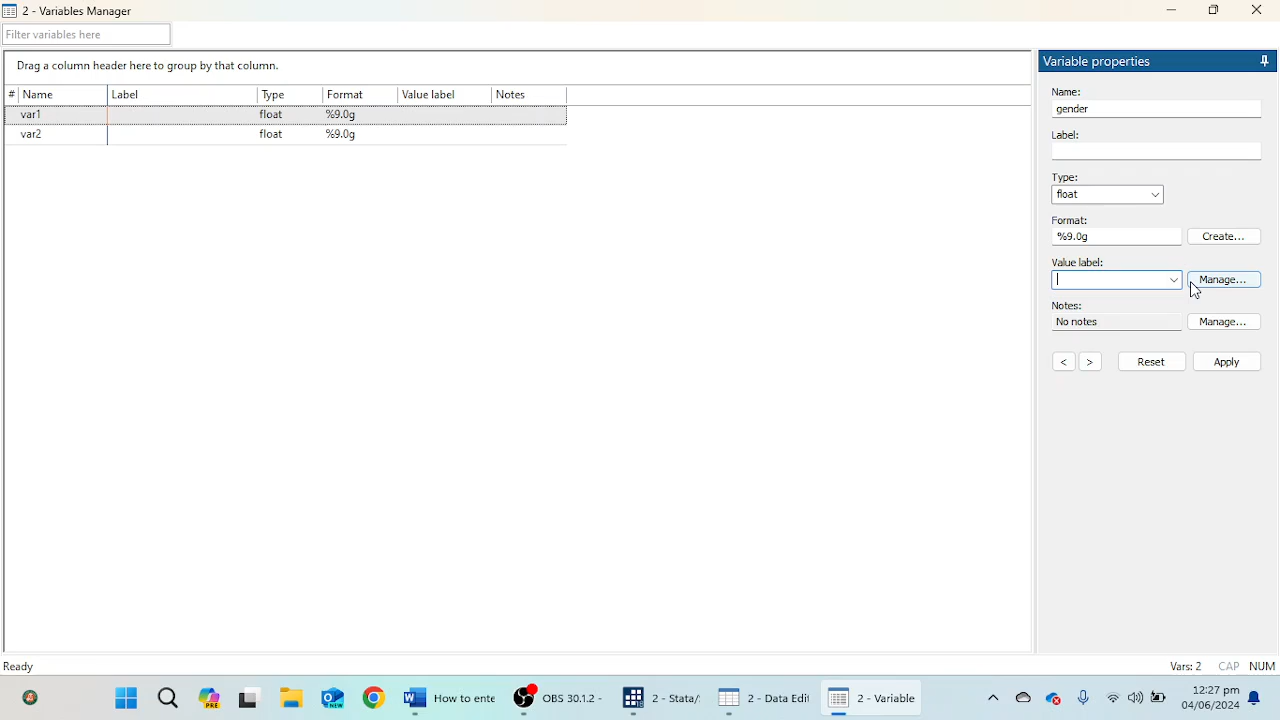 2 - Variables Manager
Filter variables here
Drag a column header here to group by that column.
# Name Label Type Format Value label Notes
var1 float %9.0g
var2 float %9.0g
Variable properties
Name:
gender
Label:
Type:
float
Format:
%9.0g Create...
Value label:
Manage...
Notes:
No notes Manage...
< > Reset Apply
Ready Vars: 2 CAP NUM
PRE NEW How to ente OBS 30.1.2 - 2 - Stata/ 2 - Data Edit 2 - Variable 12:27 pm
04/06/2024